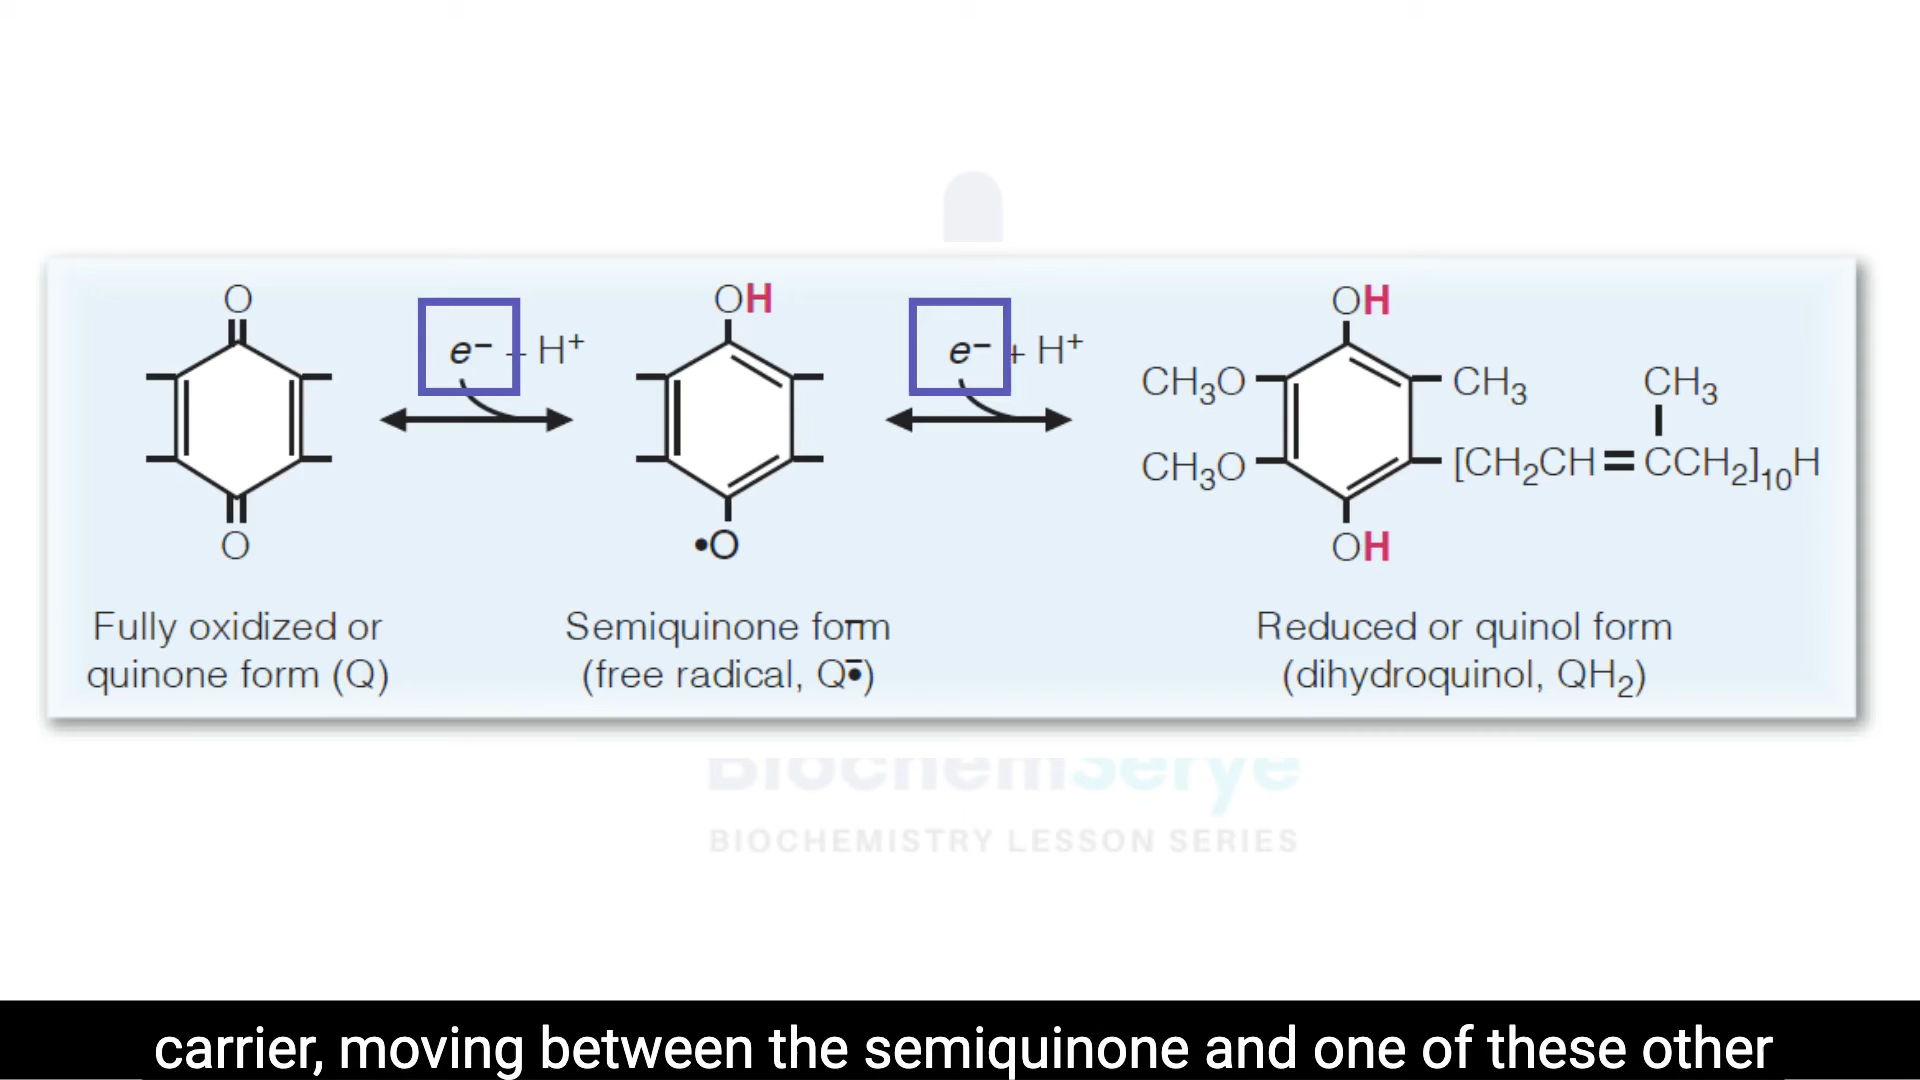 O
OH
OH
e⁻ + H⁺
e⁻ + H⁺
CH₃O
CH₃
CH₃
CH₃O
[CH₂CH=CCH₂]₁₀H
O
•O
OH
Fully oxidized or
quinone form (Q)
Semiquinone form
(free radical, Q•̄)
Reduced or quinol form
(dihydroquinol, QH₂)
BiochemSerye
BIOCHEMISTRY LESSON SERIES
carrier, moving between the semiquinone and one of these other